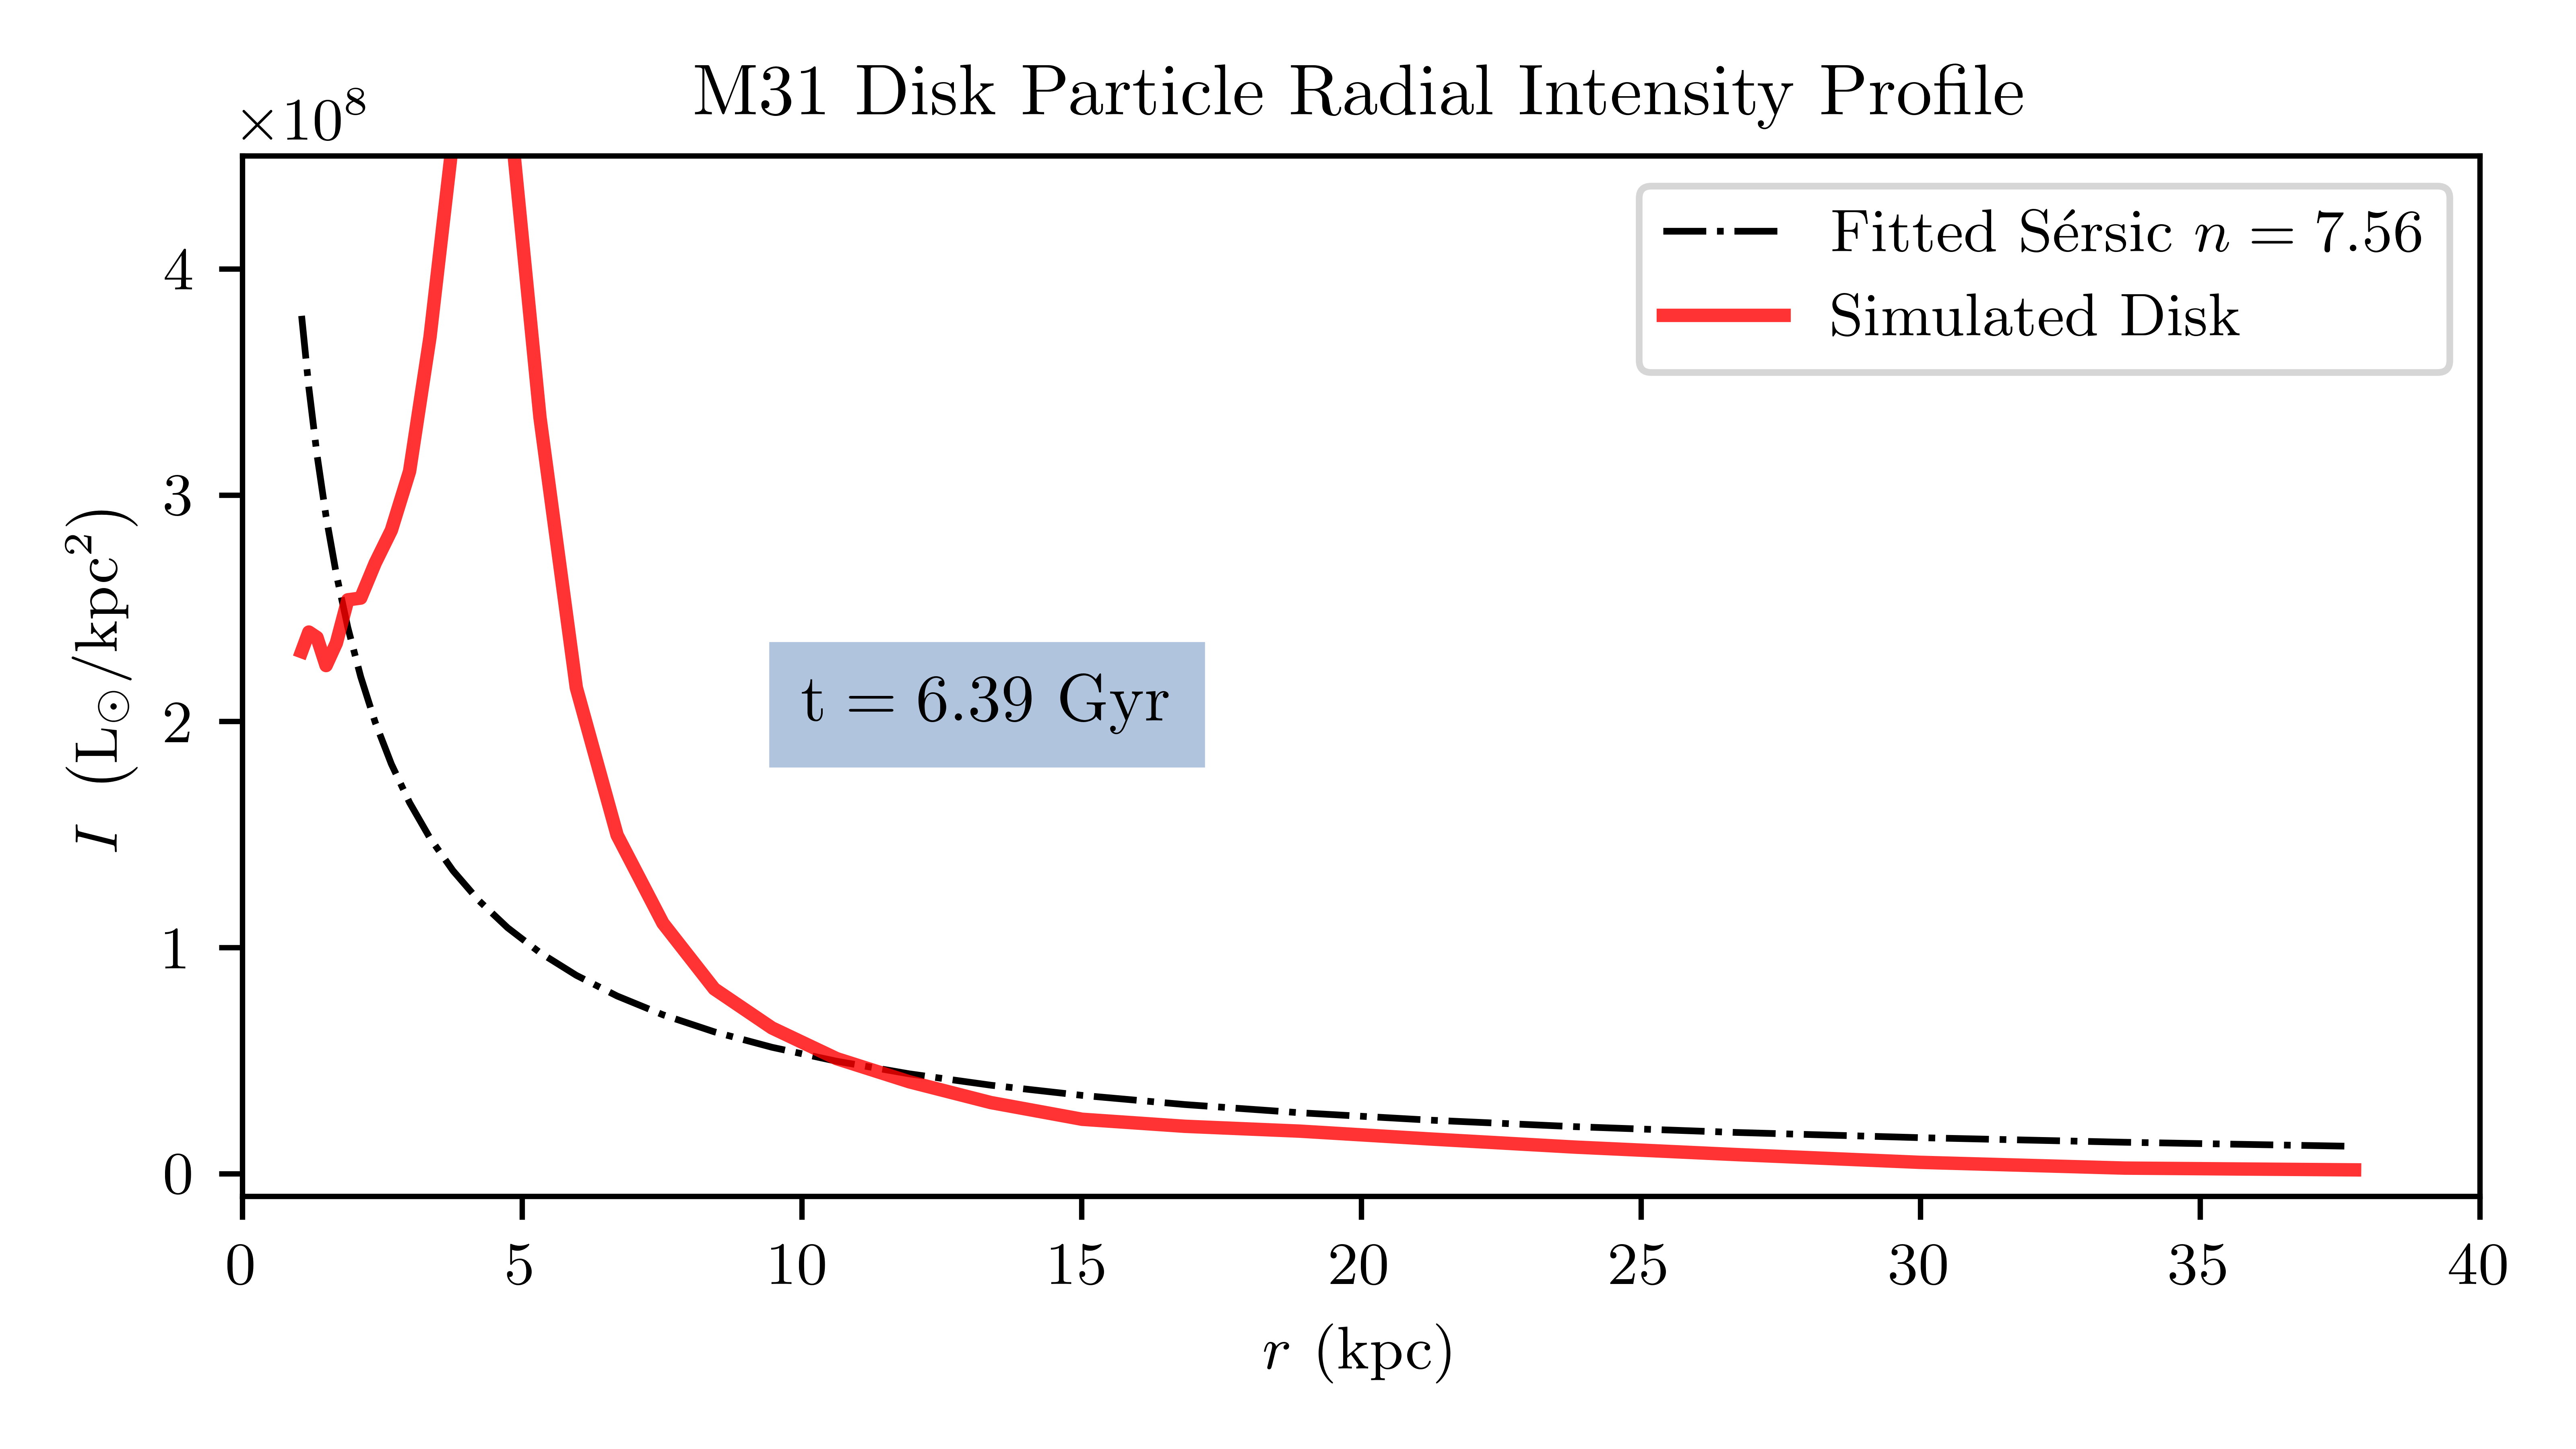 M31 Disk Particle Radial Intensity Profile
×10⁸
Fitted Sérsic n = 7.56
Simulated Disk
t = 6.39 Gyr
I (L⊙/kpc²)
4
3
2
1
0
0 5 10 15 20 25 30 35 40
r (kpc)